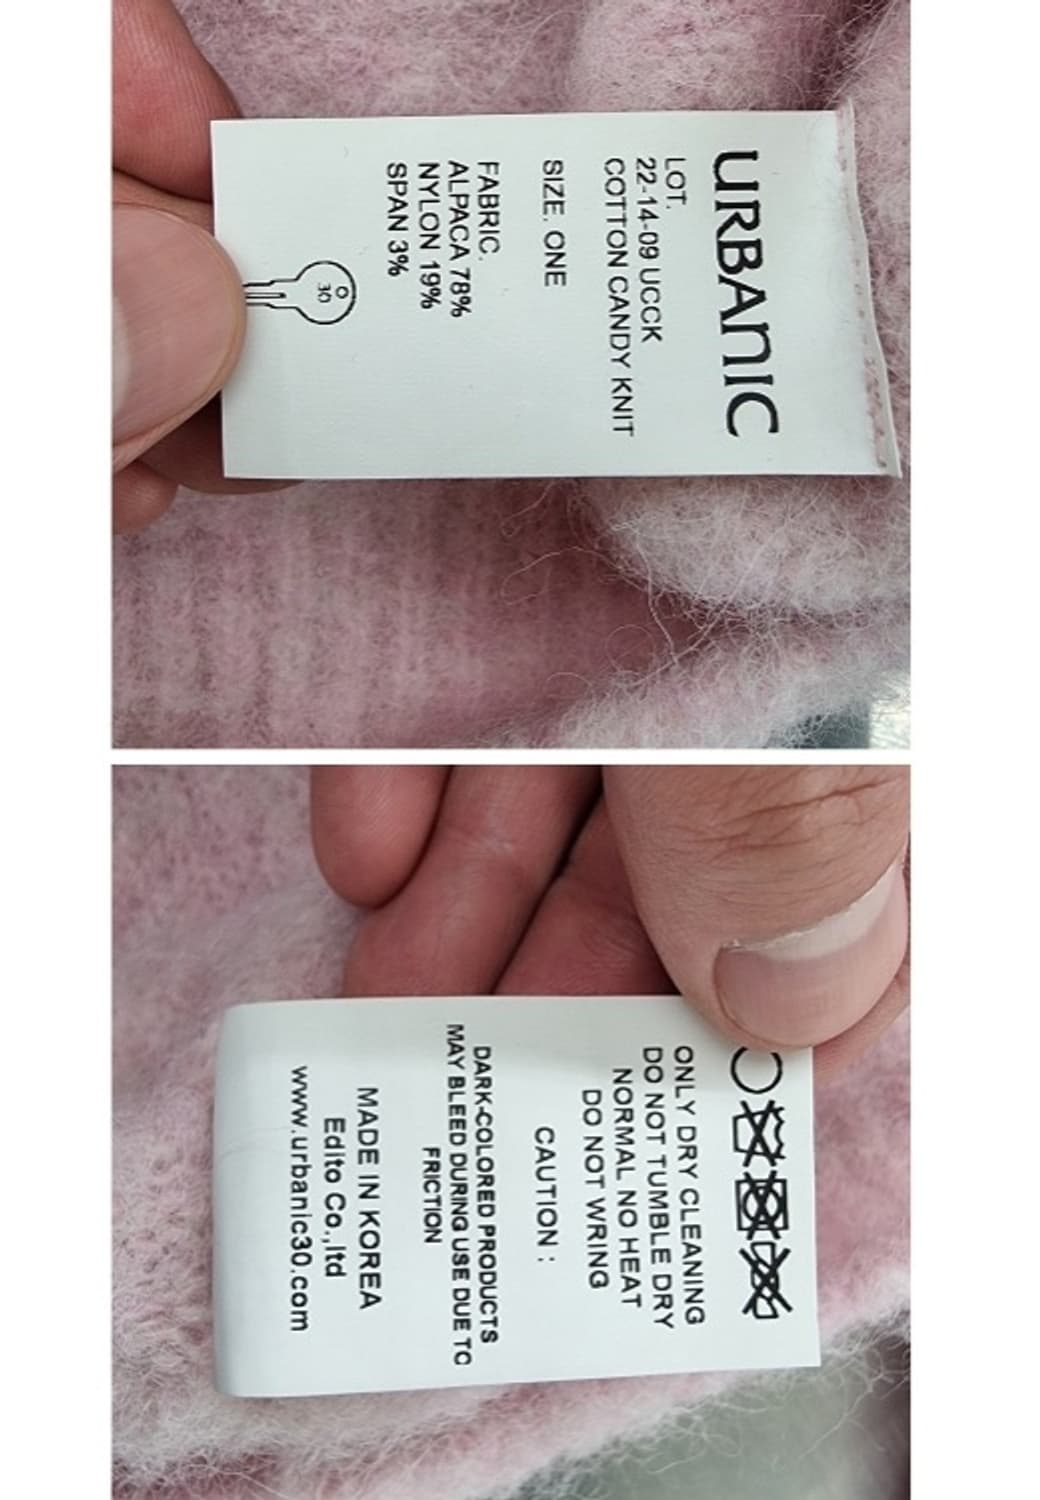 URBANIC
LOT.
22-14-09 UCCK
COTTON CANDY KNIT
SIZE. ONE
FABRIC.
ALPACA 78%
NYLON 19%
SPAN 3%
30
ONLY DRY CLEANING
DO NOT TUMBLE DRY
NORMAL NO HEAT
DO NOT WRING
CAUTION :
DARK-COLORED PRODUCTS
MAY BLEED DURING USE DUE TO
FRICTION
MADE IN KOREA
Edito Co.,ltd
www.urbanic30.com